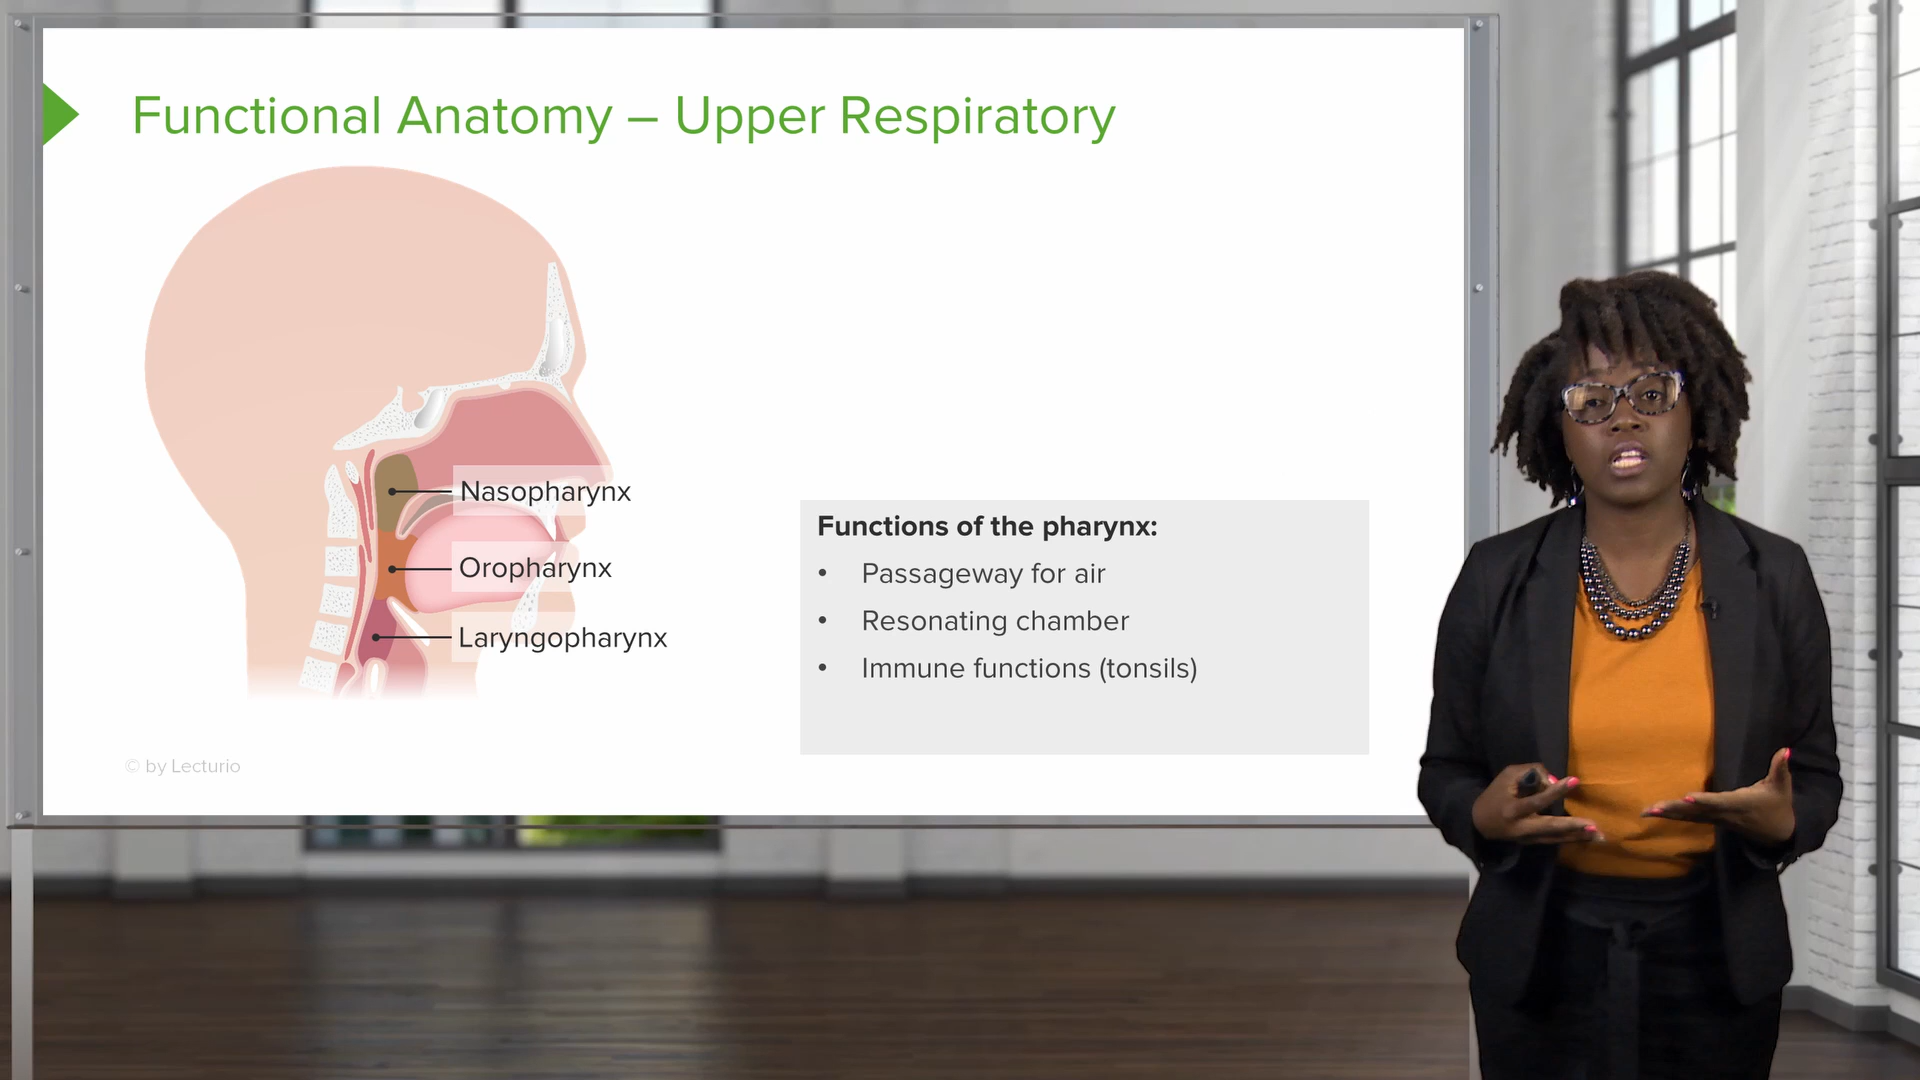 Functional Anatomy – Upper Respiratory
Nasopharynx
Oropharynx
Laryngopharynx
Functions of the pharynx:
• Passageway for air
• Resonating chamber
• Immune functions (tonsils)
© by Lecturio